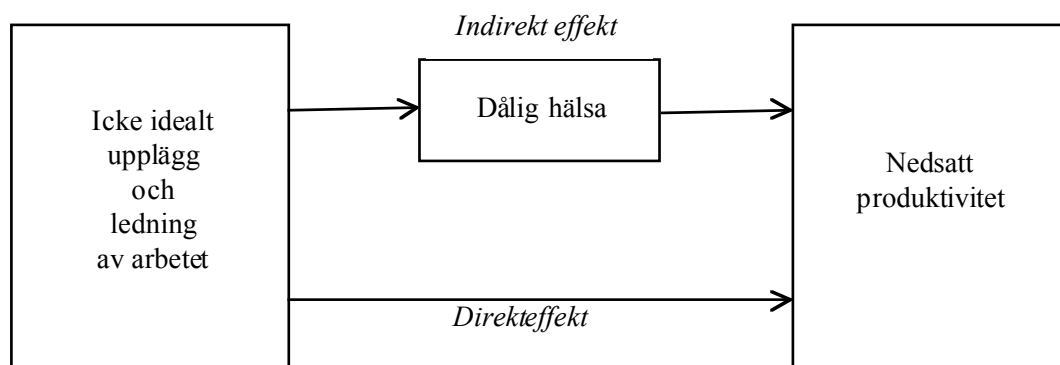 Indirekt effekt
Dålig hälsa
Icke idealt
upplägg
och
ledning
av arbetet
Nedsatt
produktivitet
Direkteffekt